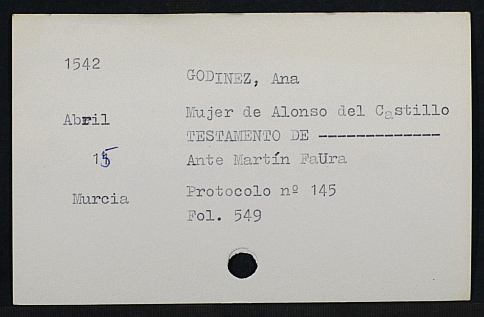 1542
GODINEZ, Ana
Abril
Mujer de Alonso del Castillo
TESTAMENTO DE -------------
15
Ante Martín FaUra
Murcia
Protocolo nº 145
Fol. 549